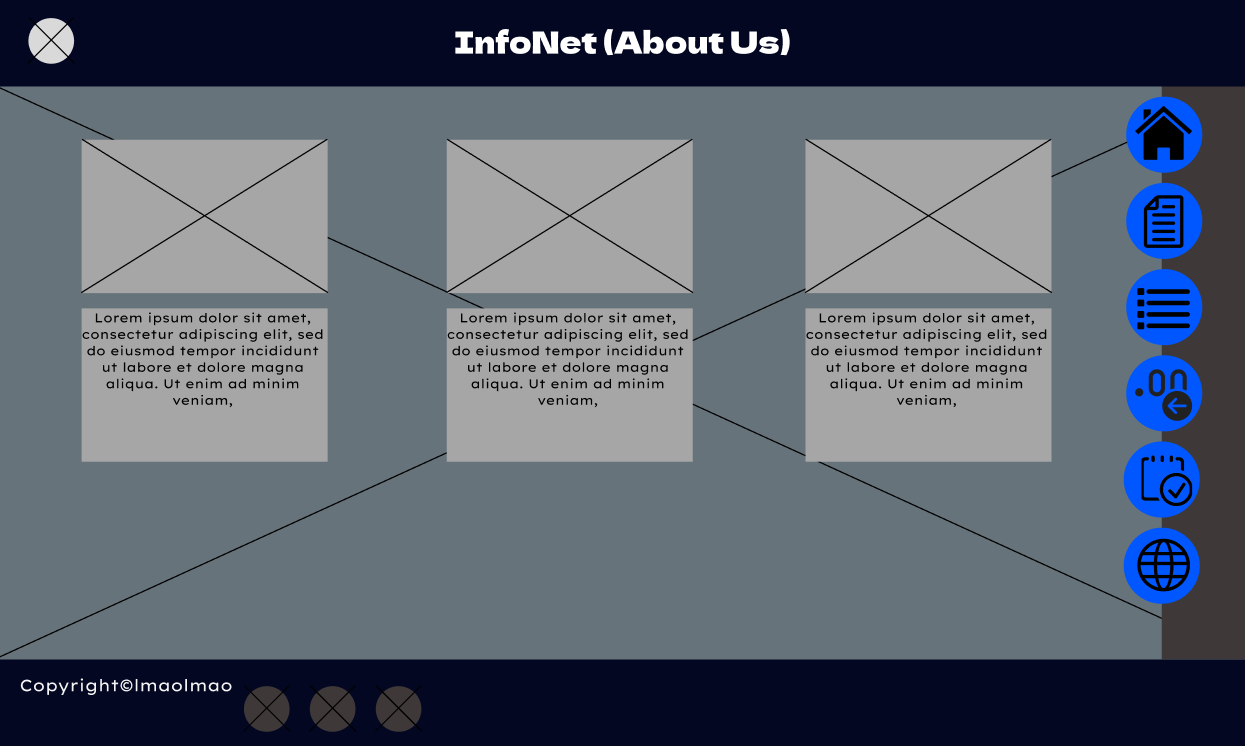 InfoNet (About Us)
Lorem ipsum dolor sit amet,
consectetur adipiscing elit, sed
do eiusmod tempor incididunt
ut labore et dolore magna
aliqua. Ut enim ad minim
veniam,
Lorem ipsum dolor sit amet,
consectetur adipiscing elit, sed
do eiusmod tempor incididunt
ut labore et dolore magna
aliqua. Ut enim ad minim
veniam,
Lorem ipsum dolor sit amet,
consectetur adipiscing elit, sed
do eiusmod tempor incididunt
ut labore et dolore magna
aliqua. Ut enim ad minim
veniam,
Copyright©lmaolmao